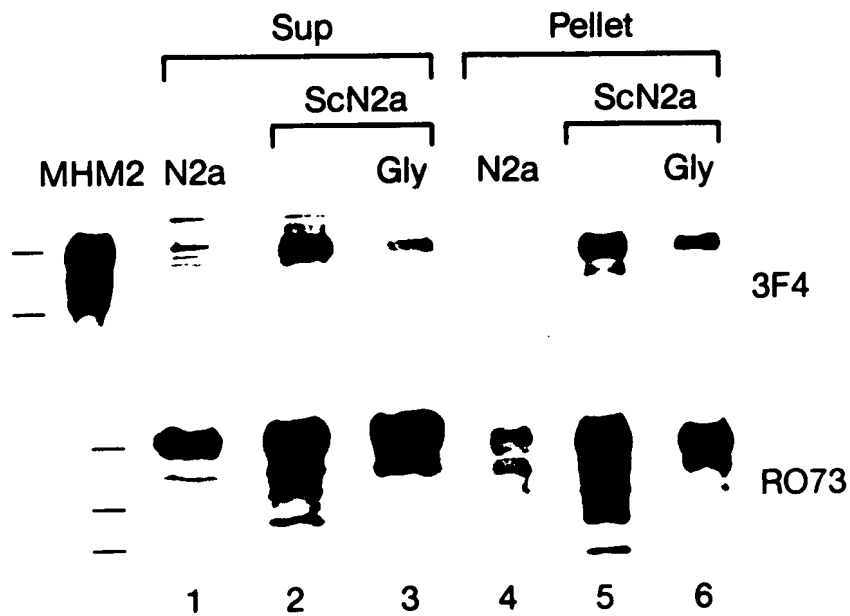 Sup Pellet
ScN2a ScN2a
MHM2 N2a Gly N2a Gly
3F4
RO73
1 2 3 4 5 6